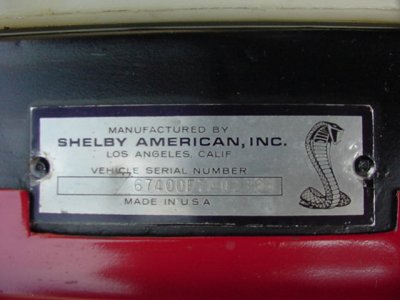 MANUFACTURED BY
SHELBY AMERICAN, INC.
LOS ANGELES, CALIF
VEHICLE SERIAL NUMBER
MADE IN U.S.A